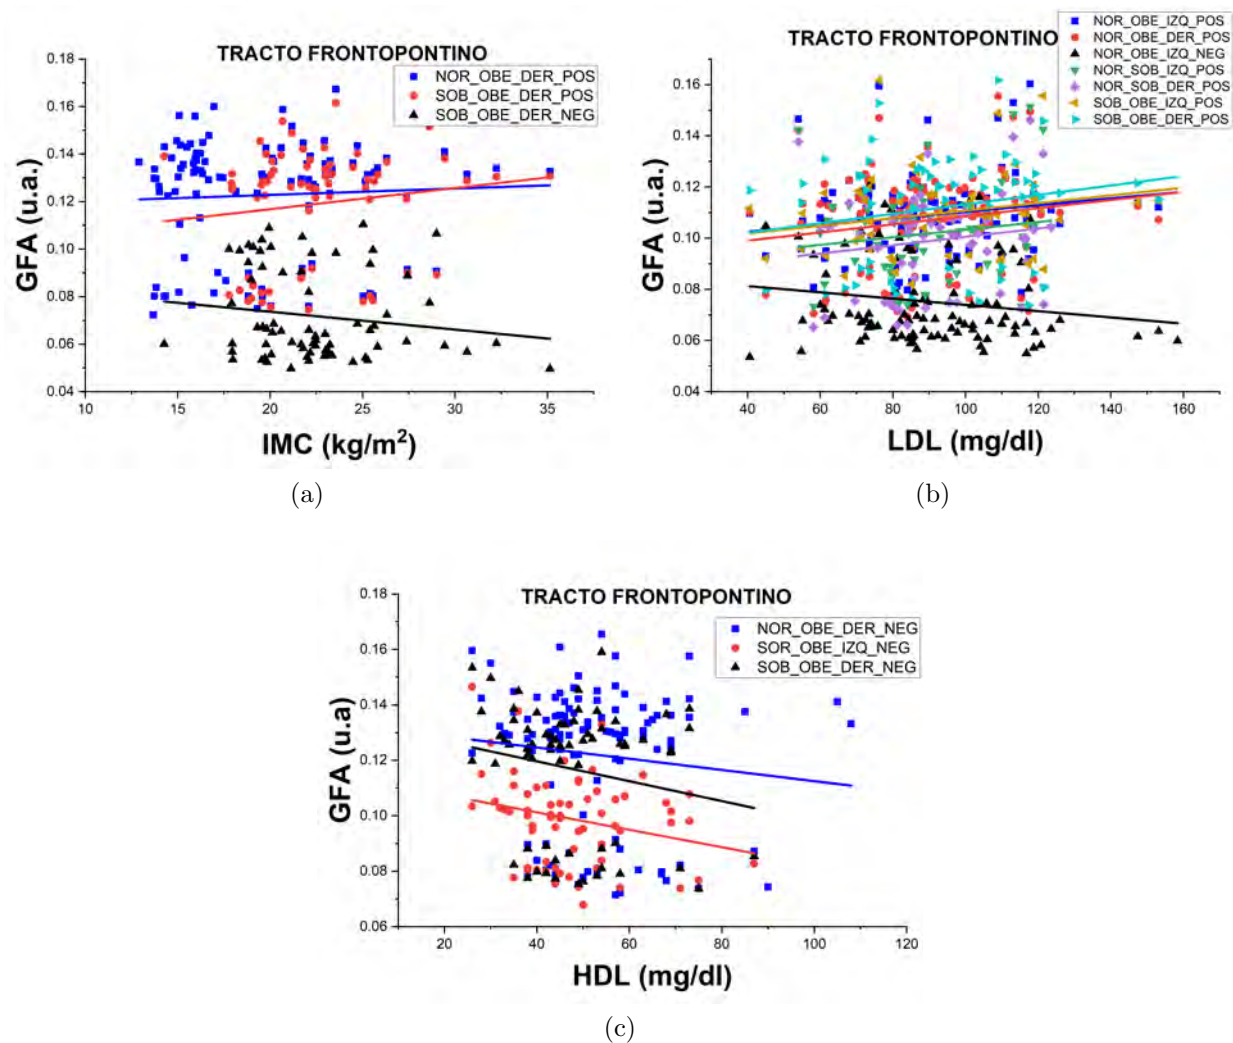 TRACTO FRONTOPONTINO
NOR_OBE_DER_POS
SOB_OBE_DER_POS
SOB_OBE_DER_NEG
GFA (u.a.)
0.18
0.16
0.14
0.12
0.10
0.08
0.06
0.04
10 15 20 25 30 35
IMC (kg/m²)
(a)
TRACTO FRONTOPONTINO
NOR_OBE_IZQ_POS
NOR_OBE_DER_POS
NOR_OBE_IZQ_NEG
NOR_SOB_IZQ_POS
NOR_SOB_DER_POS
SOB_OBE_IZQ_POS
SOB_OBE_DER_POS
GFA (u.a.)
0.16
0.14
0.12
0.10
0.08
0.06
0.04
40 60 80 100 120 140 160
LDL (mg/dl)
(b)
TRACTO FRONTOPONTINO
NOR_OBE_DER_NEG
SOR_OBE_IZQ_NEG
SOB_OBE_DER_NEG
GFA (u.a)
0.18
0.16
0.14
0.12
0.10
0.08
0.06
20 40 60 80 100 120
HDL (mg/dl)
(c)